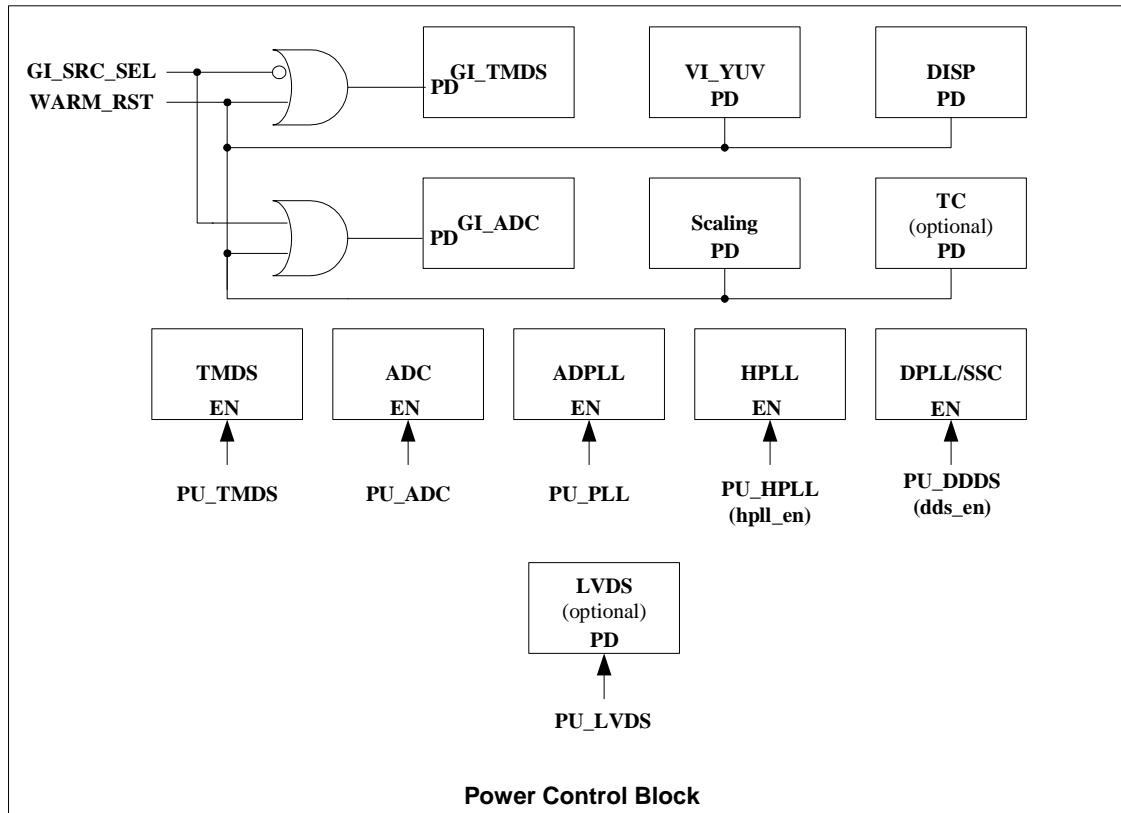 GI_SRC_SEL
WARM_RST
GI_TMDS
PD
VI_YUV
PD
DISP
PD
GI_ADC
PD
Scaling
PD
TC
(optional)
PD
TMDS
EN
PU_TMDS
ADC
EN
PU_ADC
ADPLL
EN
PU_PLL
HPLL
EN
PU_HPLL
(hpll_en)
DPLL/SSC
EN
PU_DDDS
(dds_en)
LVDS
(optional)
PD
PU_LVDS
Power Control Block